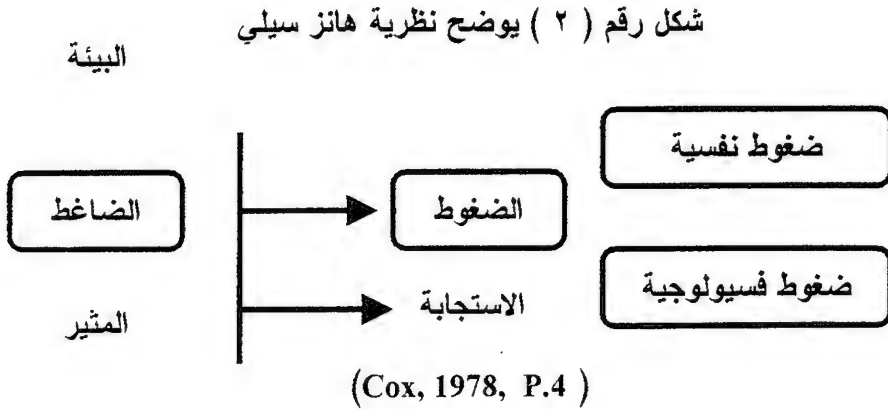 شكل رقم ( ٢ ) يوضح نظرية هانز سيلي
البيئة
ضغوط نفسية
الضاغط
الضغوط
ضغوط فسيولوجية
الاستجابة
المثير
(Cox, 1978, P.4 )